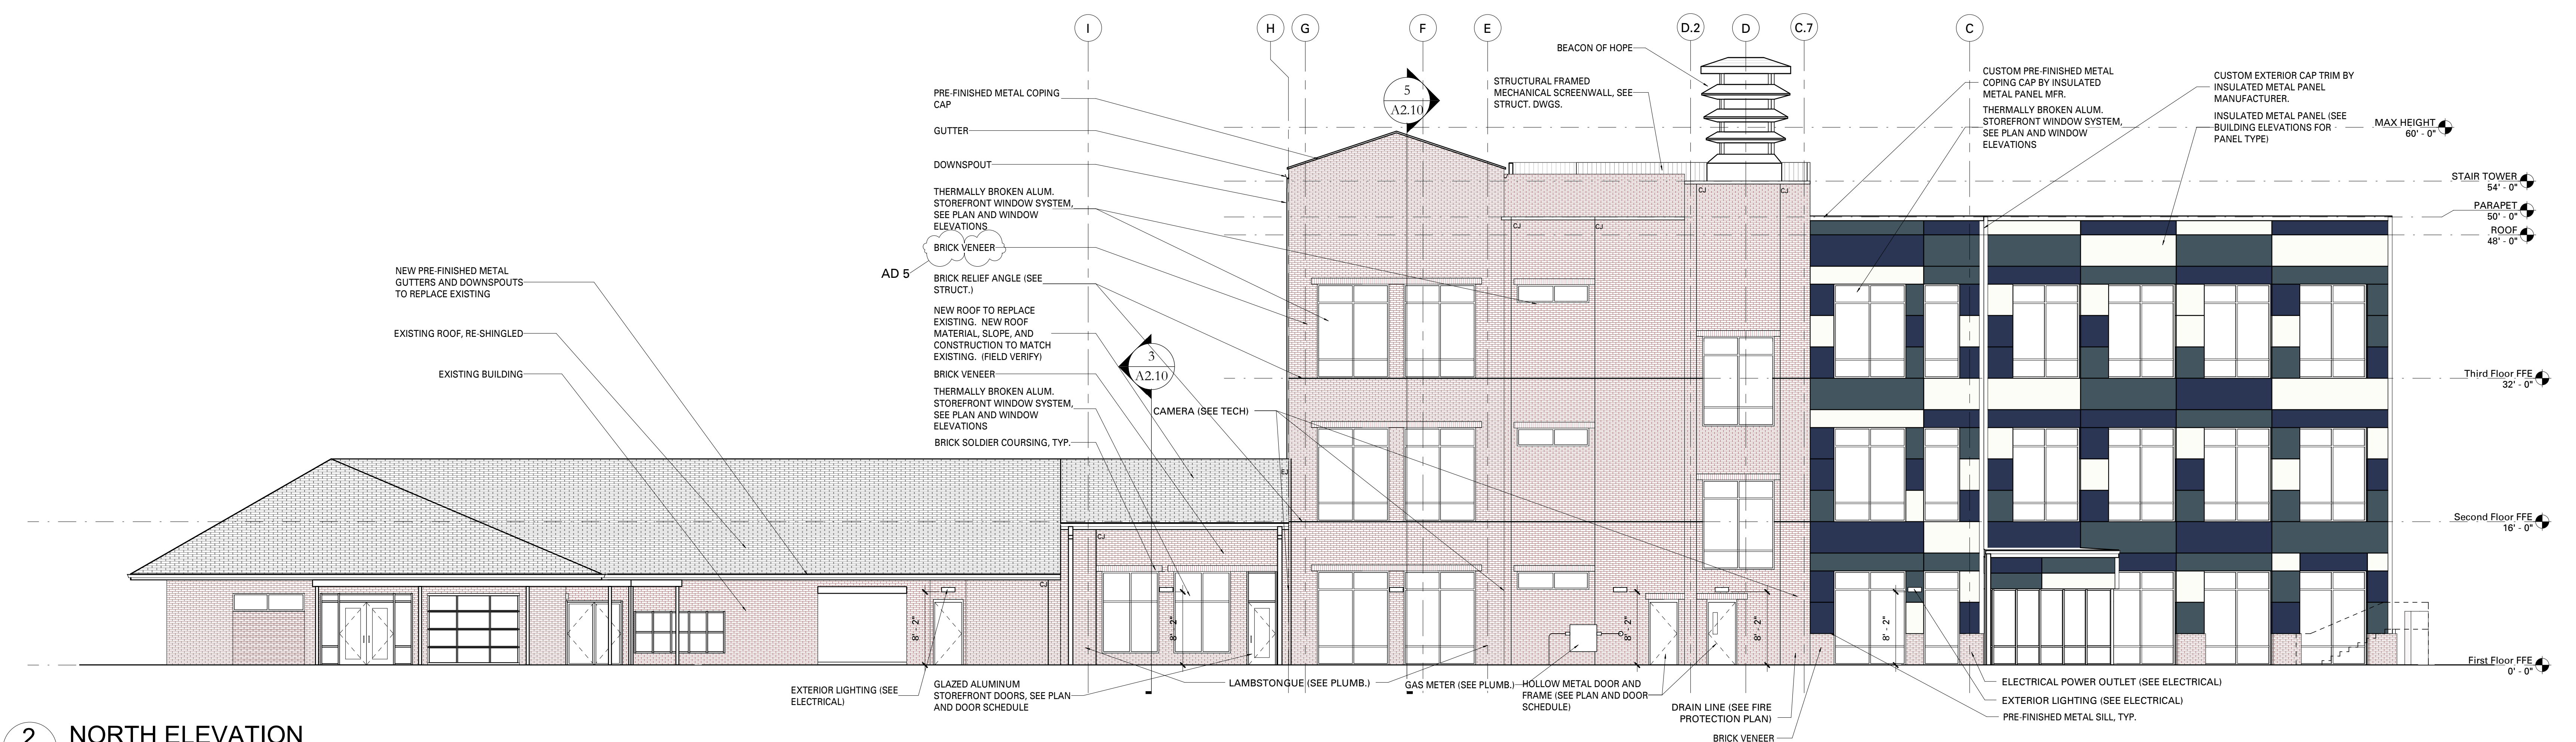 I
H
G
F
E
D.2
D
C.7
C
BEACON OF HOPE
STRUCTURAL FRAMED
MECHANICAL SCREENWALL, SEE
STRUCT. DWGS.
5
A2.10
CUSTOM PRE-FINISHED METAL
COPING CAP BY INSULATED
METAL PANEL MFR.
THERMALLY BROKEN ALUM.
STOREFRONT WINDOW SYSTEM,
SEE PLAN AND WINDOW
ELEVATIONS
CUSTOM EXTERIOR CAP TRIM BY
INSULATED METAL PANEL
MANUFACTURER.
INSULATED METAL PANEL (SEE
BUILDING ELEVATIONS FOR
PANEL TYPE)
MAX HEIGHT
60' - 0"
STAIR TOWER
54' - 0"
PARAPET
50' - 0"
ROOF
48' - 0"
Third Floor FFE
32' - 0"
Second Floor FFE
16' - 0"
First Floor FFE
0' - 0"
PRE-FINISHED METAL COPING
CAP
GUTTER
DOWNSPOUT
THERMALLY BROKEN ALUM.
STOREFRONT WINDOW SYSTEM,
SEE PLAN AND WINDOW
ELEVATIONS
BRICK VENEER
AD 5
BRICK RELIEF ANGLE (SEE
STRUCT.)
NEW ROOF TO REPLACE
EXISTING. NEW ROOF
MATERIAL, SLOPE, AND
CONSTRUCTION TO MATCH
EXISTING. (FIELD VERIFY)
BRICK VENEER
THERMALLY BROKEN ALUM.
STOREFRONT WINDOW SYSTEM,
SEE PLAN AND WINDOW
ELEVATIONS
BRICK SOLDIER COURSING, TYP.
3
A2.10
CAMERA (SEE TECH)
NEW PRE-FINISHED METAL
GUTTERS AND DOWNSPOUTS
TO REPLACE EXISTING
EXISTING ROOF, RE-SHINGLED
EXISTING BUILDING
CJ
CJ
CJ
CJ
EJ
CJ
CJ
8' - 2"
8' - 2"
8' - 2"
8' - 2"
8' - 2"
EXTERIOR LIGHTING (SEE
ELECTRICAL)
GLAZED ALUMINUM
STOREFRONT DOORS, SEE PLAN
AND DOOR SCHEDULE
LAMBSTONGUE (SEE PLUMB.)
GAS METER (SEE PLUMB.)
HOLLOW METAL DOOR AND
FRAME (SEE PLAN AND DOOR
SCHEDULE)
DRAIN LINE (SEE FIRE
PROTECTION PLAN)
BRICK VENEER
ELECTRICAL POWER OUTLET (SEE ELECTRICAL)
EXTERIOR LIGHTING (SEE ELECTRICAL)
PRE-FINISHED METAL SILL, TYP.
2
NORTH ELEVATION